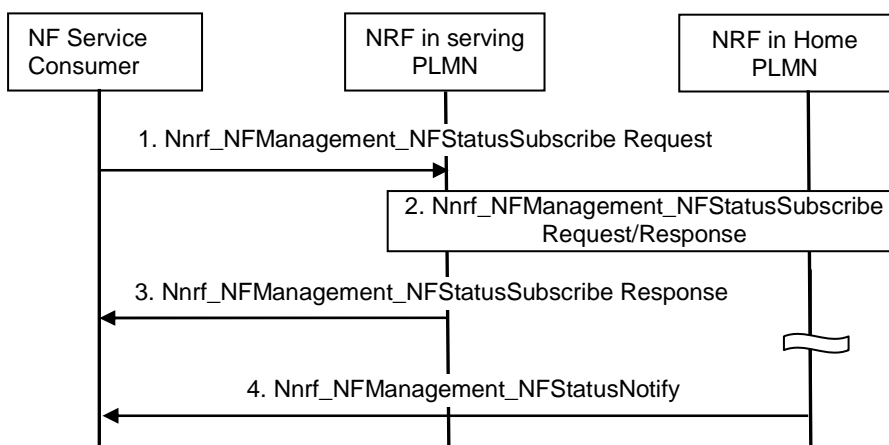 NF Service
Consumer
NRF in serving
PLMN
NRF in Home
PLMN
1. Nnrf_NFManagement_NFStatusSubscribe Request
2. Nnrf_NFManagement_NFStatusSubscribe
Request/Response
3. Nnrf_NFManagement_NFStatusSubscribe Response
4. Nnrf_NFManagement_NFStatusNotify